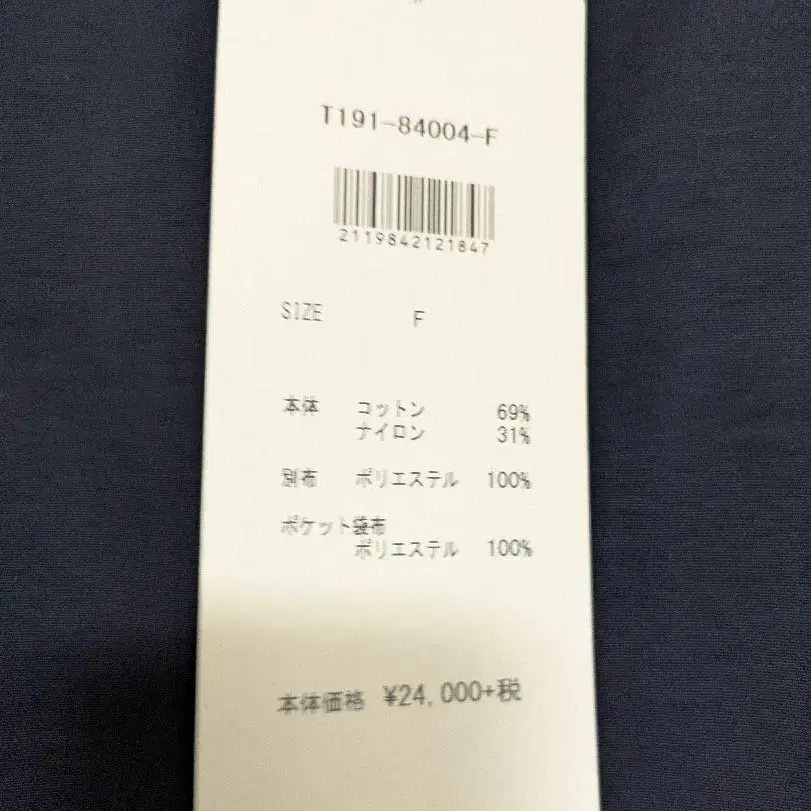 T191-84004-F
2119842121847
SIZE F
本体 コットン 69%
ナイロン 31%
別布 ポリエステル 100%
ポケット袋布
ポリエステル 100%
本体価格 ¥24,000+税